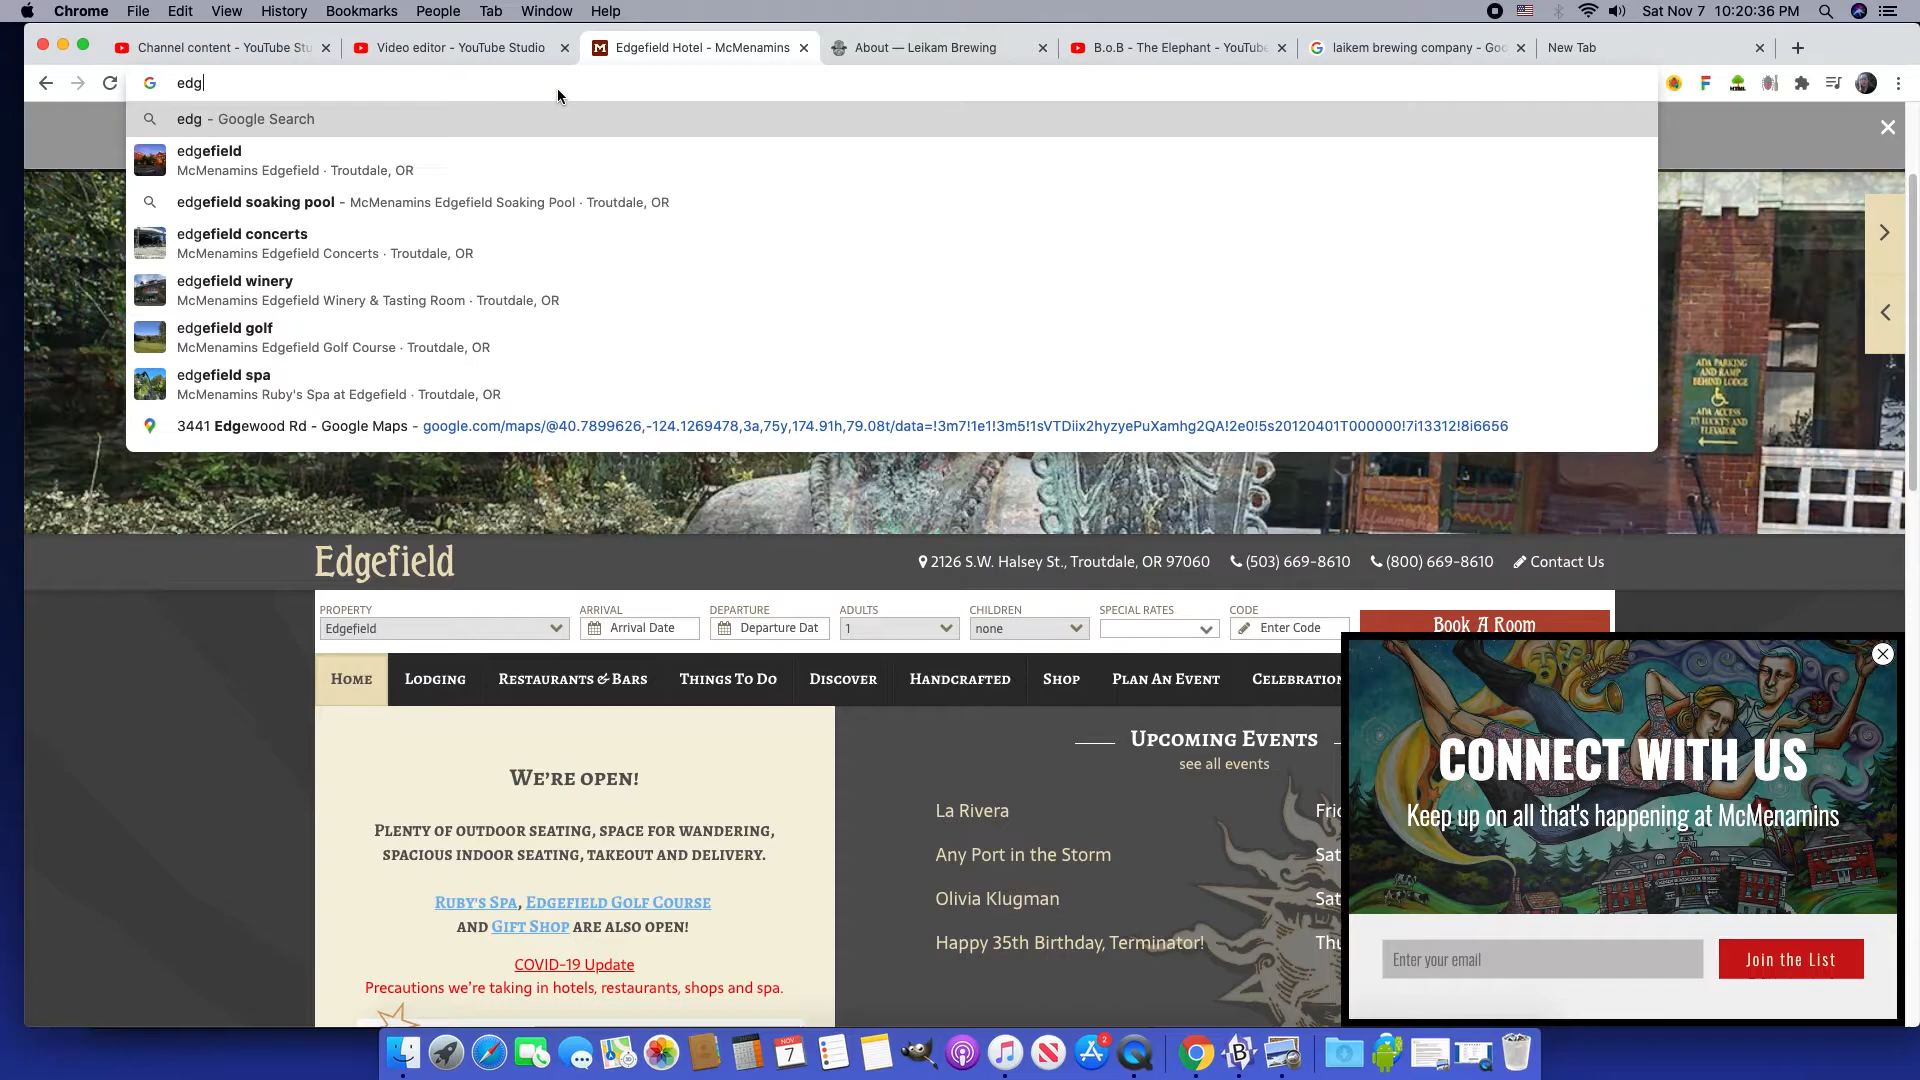 Chrome File Edit View History Bookmarks People Tab Window Help Sat Nov 7 10:20:36 PM
Channel content - YouTube Stu Video editor - YouTube Studio Edgefield Hotel - McMenamins About — Leikam Brewing B.o.B - The Elephant - YouTube laikem brewing company - Goo New Tab
edg
edg - Google Search
edgefield
McMenamins Edgefield · Troutdale, OR
edgefield soaking pool - McMenamins Edgefield Soaking Pool · Troutdale, OR
edgefield concerts
McMenamins Edgefield Concerts · Troutdale, OR
edgefield winery
McMenamins Edgefield Winery & Tasting Room · Troutdale, OR
edgefield golf
McMenamins Edgefield Golf Course · Troutdale, OR
edgefield spa
McMenamins Ruby's Spa at Edgefield · Troutdale, OR
3441 Edgewood Rd - Google Maps - google.com/maps/@40.7899626,-124.1269478,3a,75y,174.91h,79.08t/data=!3m7!1e1!3m5!1sVTDiix2hyzyePuXamhg2QA!2e0!5s20120401T000000!7i13312!8i6656
ADA PARKING
AND RAMP
BEHIND LODGE
ADA ACCESS
TO LUCKY'S AND
ELEVATOR
Edgefield 2126 S.W. Halsey St., Troutdale, OR 97060 (503) 669-8610 (800) 669-8610 Contact Us
PROPERTY ARRIVAL DEPARTURE ADULTS CHILDREN SPECIAL RATES CODE
Edgefield Arrival Date Departure Dat 1 none Enter Code Book A Room
Home Lodging Restaurants & Bars Things To Do Discover Handcrafted Shop Plan An Event Celebration
We're open!
Plenty of outdoor seating, space for wandering,
spacious indoor seating, takeout and delivery.
Ruby's Spa, Edgefield Golf Course
and Gift Shop are also open!
COVID-19 Update
Precautions we're taking in hotels, restaurants, shops and spa.
Upcoming Events
see all events
La Rivera Fri
Any Port in the Storm Sat
Olivia Klugman Sat
Happy 35th Birthday, Terminator! Thu
CONNECT WITH US
Keep up on all that's happening at McMenamins
Enter your email Join the List
NOV
7
2